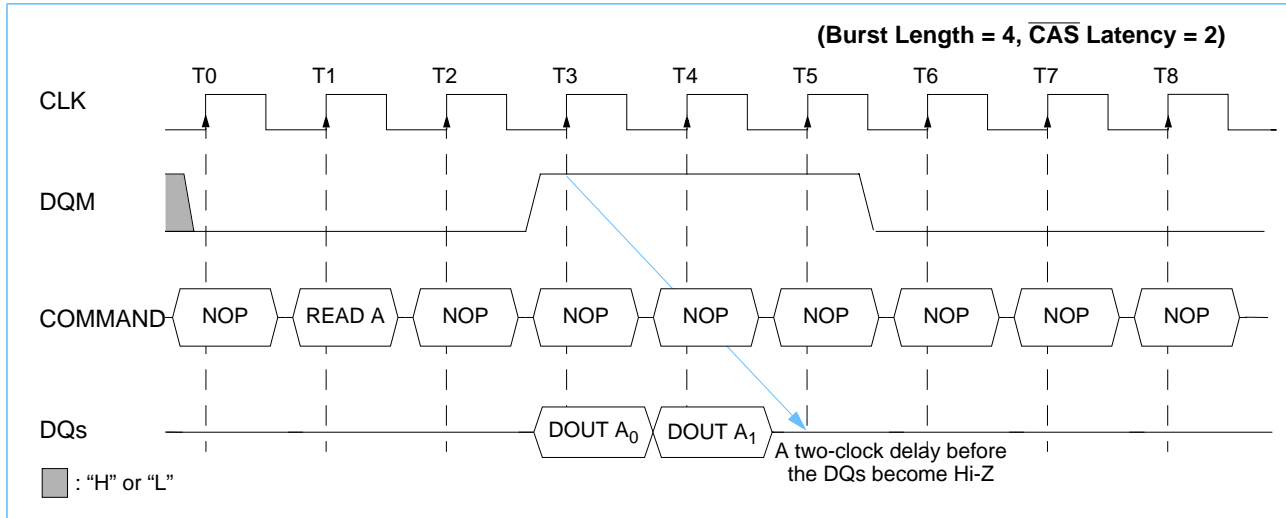 (Burst Length = 4, CAS Latency = 2)
T0 T1 T2 T3 T4 T5 T6 T7 T8
CLK
DQM
COMMAND NOP READ A NOP NOP NOP NOP NOP NOP NOP
DQs DOUT A0 DOUT A1
A two-clock delay before
the DQs become Hi-Z
: “H” or “L”